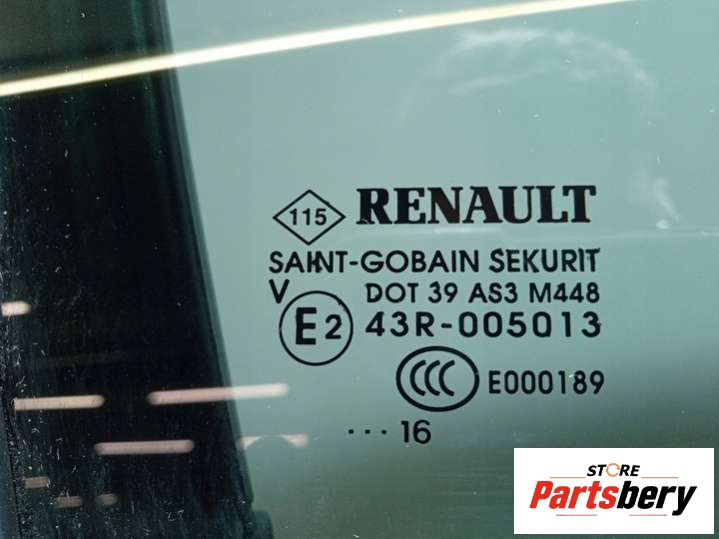 115 RENAULT
SAINT-GOBAIN SEKURIT
V DOT 39 AS3 M448
E2 43R-005013
CCC E000189
... 16
STORE
Partsbery